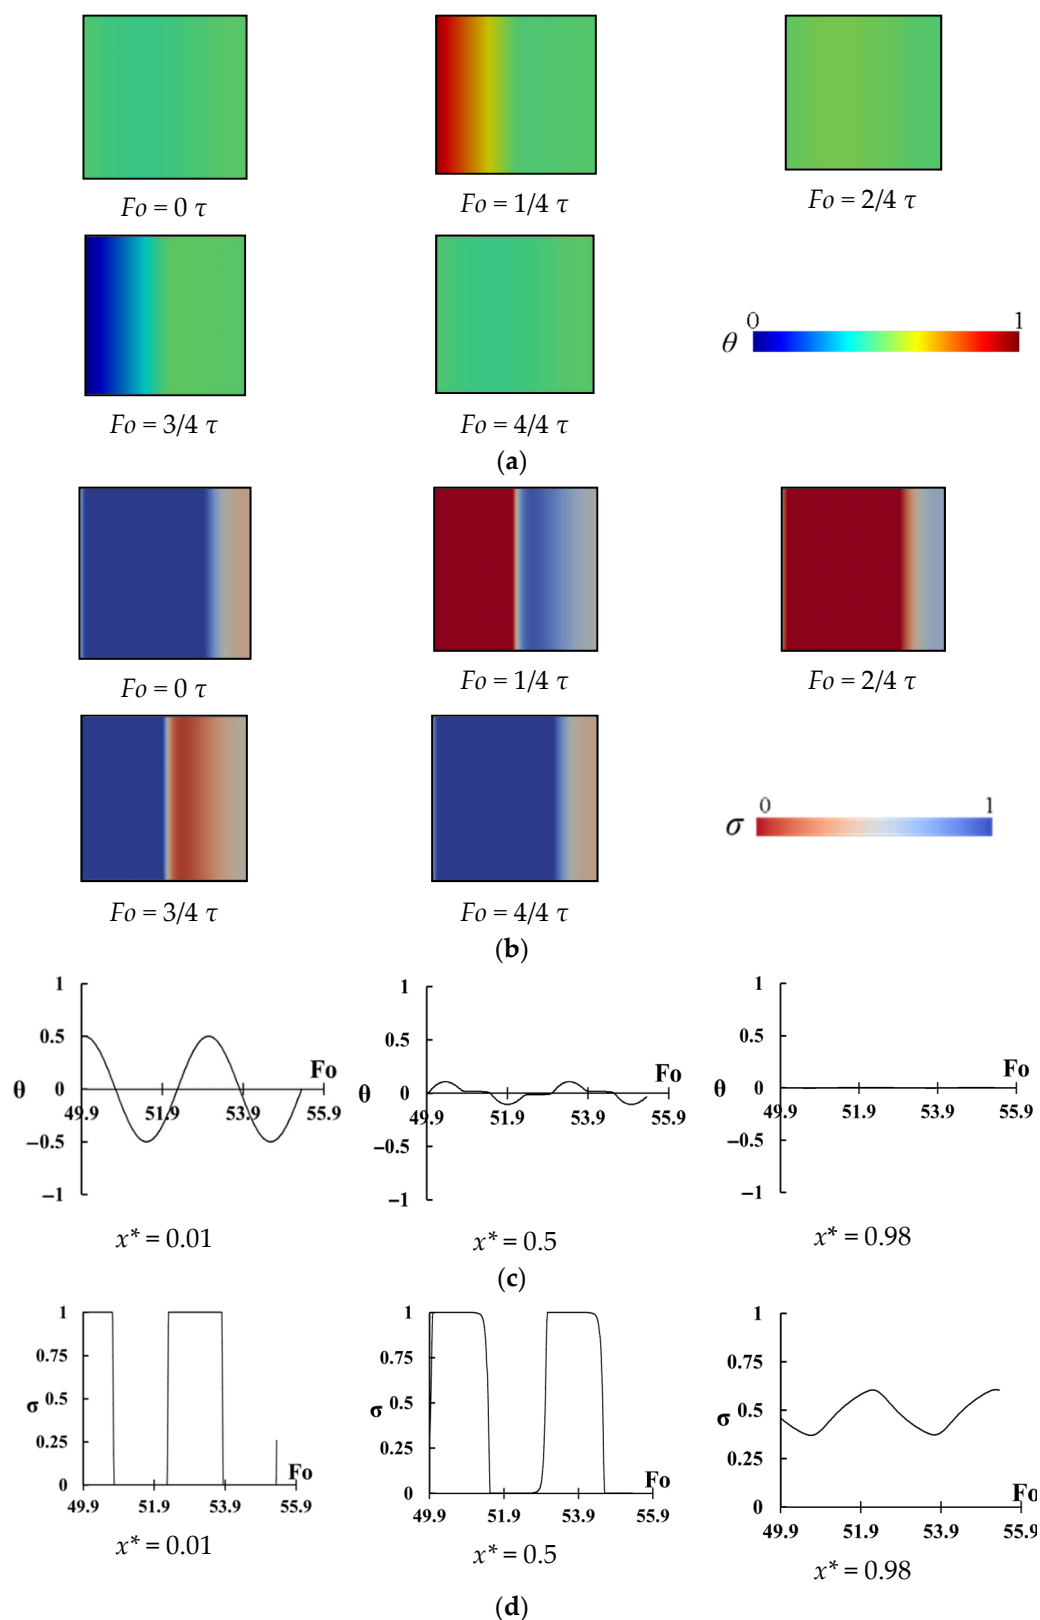 Fo = 0 τ
Fo = 1/4 τ
Fo = 2/4 τ
0 1
θ
Fo = 3/4 τ
Fo = 4/4 τ
(a)
Fo = 0 τ
Fo = 1/4 τ
Fo = 2/4 τ
0 1
σ
Fo = 3/4 τ
Fo = 4/4 τ
(b)
1
0.5
θ 0
−0.5
−1
49.9 51.9 53.9 55.9
Fo
x* = 0.01
1
0.5
θ 0
−0.5
−1
49.9 51.9 53.9 55.9
Fo
x* = 0.5
1
0.5
θ 0
−0.5
−1
49.9 51.9 53.9 55.9
Fo
x* = 0.98
(c)
1
0.75
0.5
σ
0.25
0
Fo
49.9 51.9 53.9 55.9
x* = 0.01
1
0.75
0.5
σ
0.25
0
Fo
49.9 51.9 53.9 55.9
x* = 0.5
1
0.75
0.5
σ
0.25
0
Fo
49.9 51.9 53.9 55.9
x* = 0.98
(d)